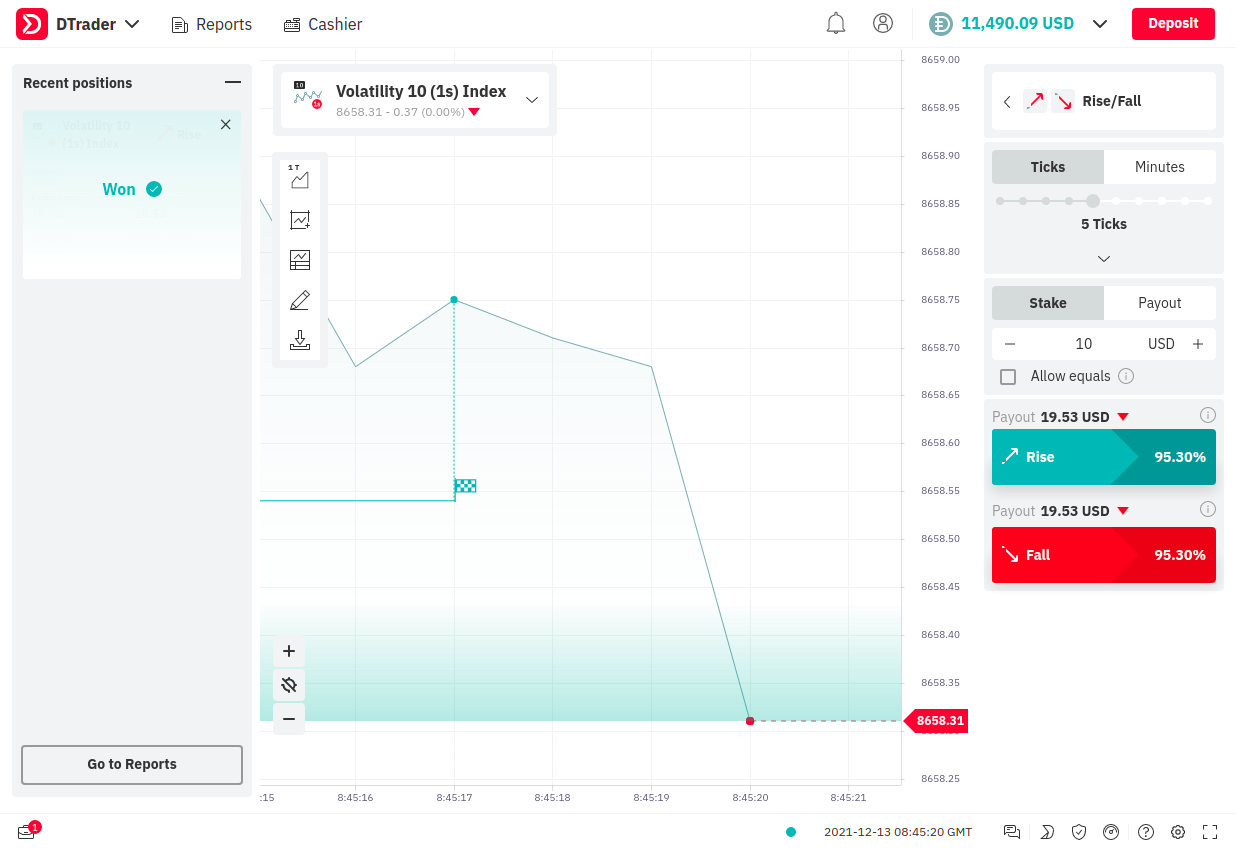 DTrader
Reports
Cashier
11,490.09 USD
Deposit
Recent positions
Volatility 10
(1s) Index
Rise
Won
Go to Reports
10
1s
Volatility 10 (1s) Index
8658.31 - 0.37 (0.00%)
1 T
8659.00
8658.95
8658.90
8658.85
8658.80
8658.75
8658.70
8658.65
8658.60
8658.55
8658.50
8658.45
8658.40
8658.35
8658.31
8658.25
:15
8:45:16
8:45:17
8:45:18
8:45:19
8:45:20
8:45:21
Rise/Fall
Ticks
Minutes
5 Ticks
Stake
Payout
10
USD
Allow equals
Payout 19.53 USD
Rise
95.30%
Payout 19.53 USD
Fall
95.30%
1
2021-12-13 08:45:20 GMT